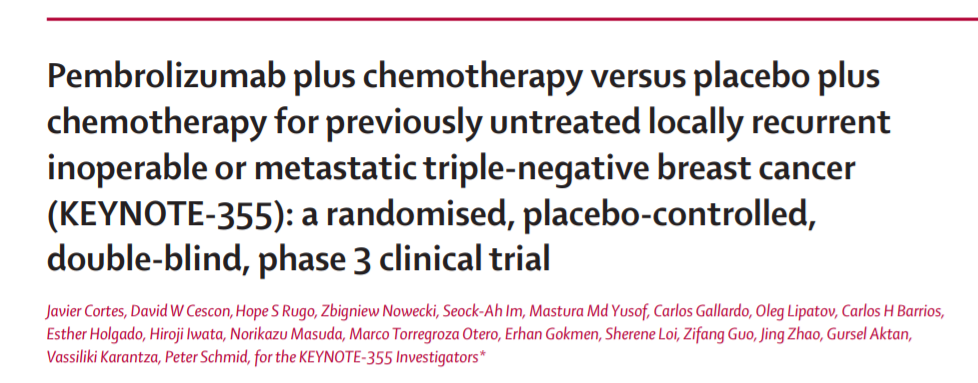 Pembrolizumab plus chemotherapy versus placebo plus
chemotherapy for previously untreated locally recurrent
inoperable or metastatic triple-negative breast cancer
(KEYNOTE-355): a randomised, placebo-controlled,
double-blind, phase 3 clinical trial
Javier Cortes, David W Cescon, Hope S Rugo, Zbigniew Nowecki, Seock-Ah Im, Mastura Md Yusof, Carlos Gallardo, Oleg Lipatov, Carlos H Barrios,
Esther Holgado, Hiroji Iwata, Norikazu Masuda, Marco Torregroza Otero, Erhan Gokmen, Sherene Loi, Zifang Guo, Jing Zhao, Gursel Aktan,
Vassiliki Karantza, Peter Schmid, for the KEYNOTE-355 Investigators*